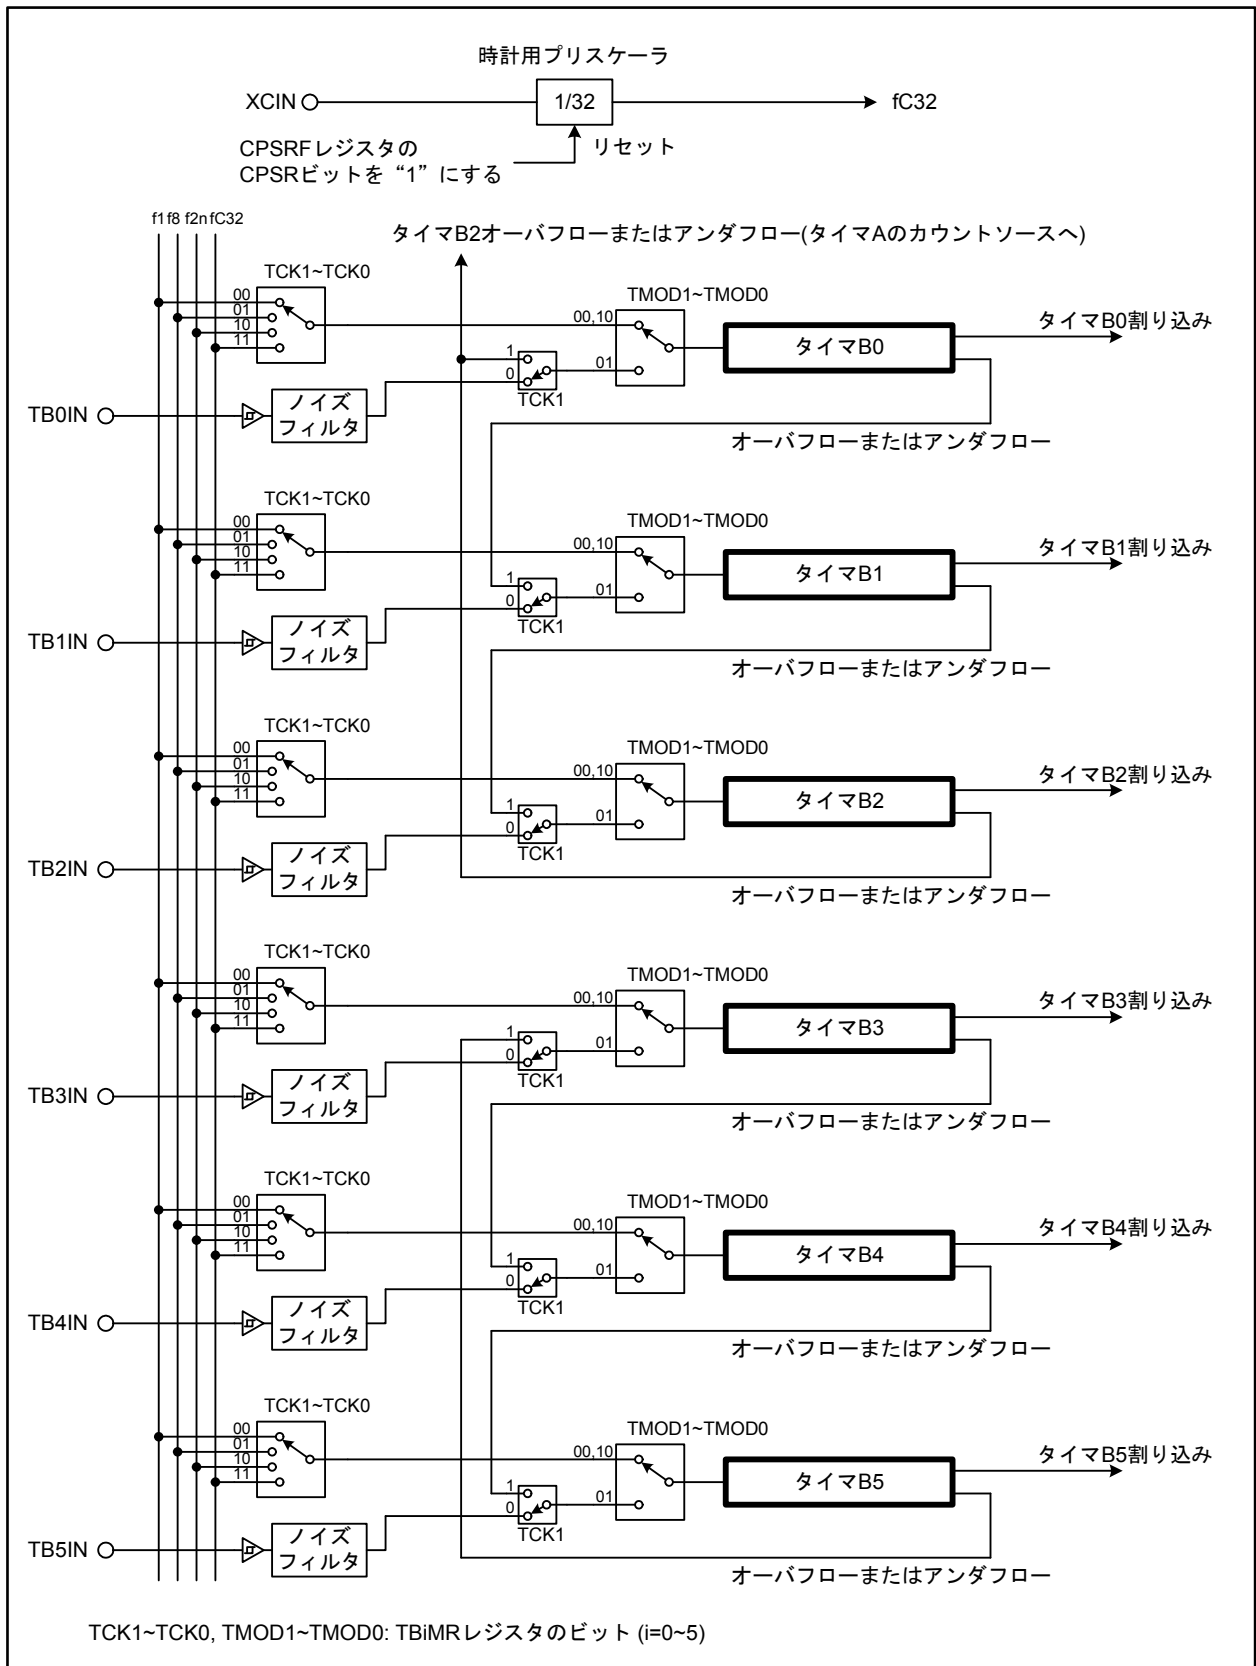 時計用プリスケーラ
XCIN
1/32
fC32
CPSRFレジスタの
CPSRビットを“1”にする
リセット
f1 f8 f2n fC32
タイマB2オーバフローまたはアンダフロー(タイマAのカウントソースへ)
TCK1~TCK0
00
01
10
11
TMOD1~TMOD0
00,10
01
1
0
TCK1
タイマB0
タイマB0割り込み
TB0IN
ノイズ
フィルタ
オーバフローまたはアンダフロー
TCK1~TCK0
00
01
10
11
TMOD1~TMOD0
00,10
01
1
0
TCK1
タイマB1
タイマB1割り込み
TB1IN
ノイズ
フィルタ
オーバフローまたはアンダフロー
TCK1~TCK0
00
01
10
11
TMOD1~TMOD0
00,10
01
1
0
TCK1
タイマB2
タイマB2割り込み
TB2IN
ノイズ
フィルタ
オーバフローまたはアンダフロー
TCK1~TCK0
00
01
10
11
TMOD1~TMOD0
00,10
01
1
0
TCK1
タイマB3
タイマB3割り込み
TB3IN
ノイズ
フィルタ
オーバフローまたはアンダフロー
TCK1~TCK0
00
01
10
11
TMOD1~TMOD0
00,10
01
1
0
TCK1
タイマB4
タイマB4割り込み
TB4IN
ノイズ
フィルタ
オーバフローまたはアンダフロー
TCK1~TCK0
00
01
10
11
TMOD1~TMOD0
00,10
01
1
0
TCK1
タイマB5
タイマB5割り込み
TB5IN
ノイズ
フィルタ
オーバフローまたはアンダフロー
TCK1~TCK0, TMOD1~TMOD0: TBiMRレジスタのビット (i=0~5)